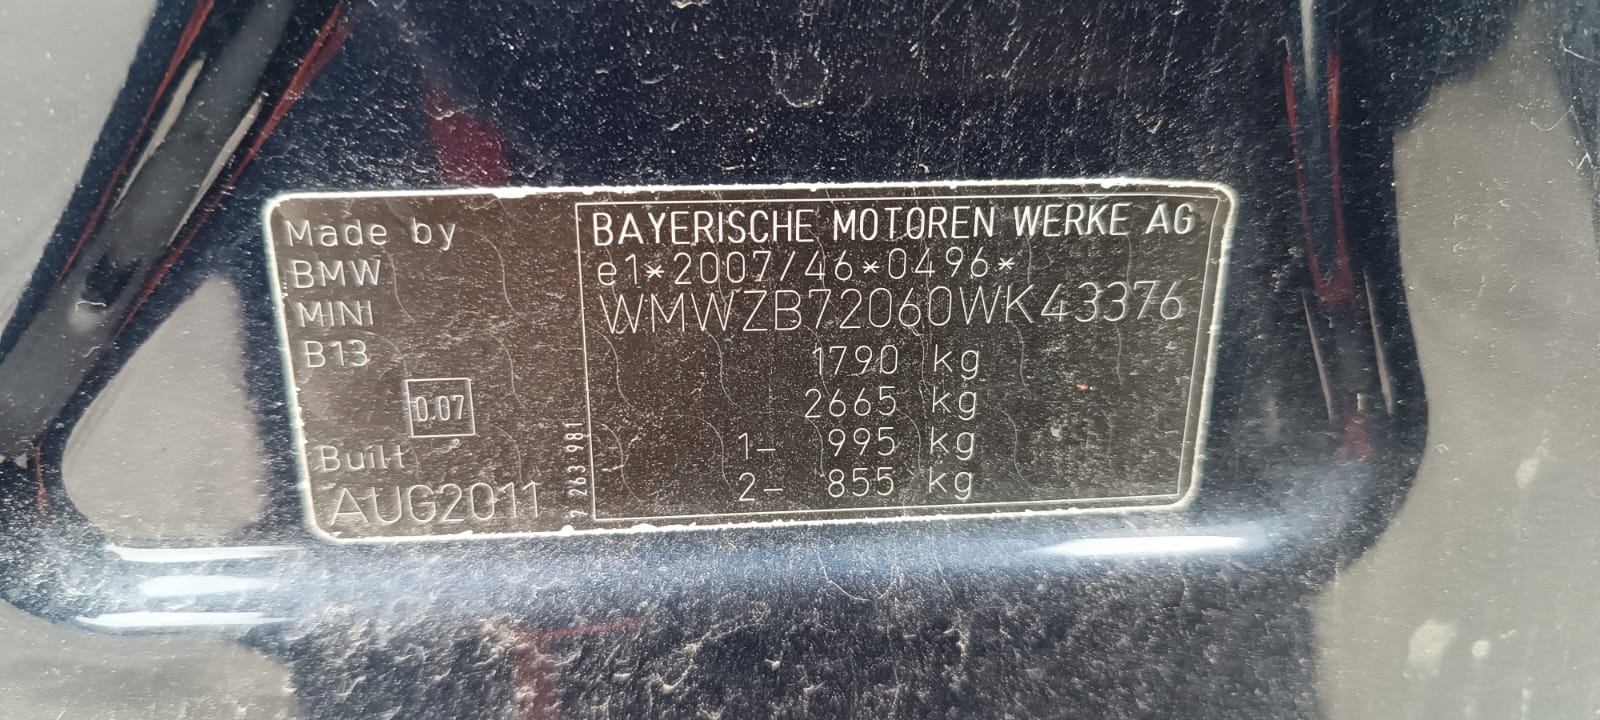 Made by
BMW
MINI
B13
0.07
Built
AUG2011
7 263 981
BAYERISCHE MOTOREN WERKE AG
e1*2007/46*0496*
WMWZB72060WK43376
1790 kg
2665 kg
1- 995 kg
2- 855 kg